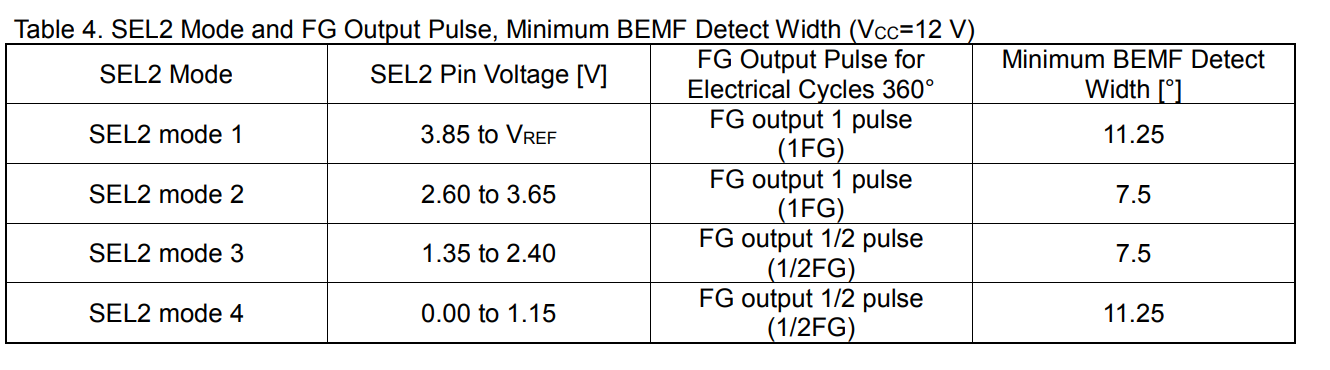 Table 4. SEL2 Mode and FG Output Pulse, Minimum BEMF Detect Width (VCC=12 V)
SEL2 Mode
SEL2 Pin Voltage [V]
FG Output Pulse for
Electrical Cycles 360°
Minimum BEMF Detect
Width [°]
SEL2 mode 1
3.85 to VREF
FG output 1 pulse
(1FG)
11.25
SEL2 mode 2
2.60 to 3.65
FG output 1 pulse
(1FG)
7.5
SEL2 mode 3
1.35 to 2.40
FG output 1/2 pulse
(1/2FG)
7.5
SEL2 mode 4
0.00 to 1.15
FG output 1/2 pulse
(1/2FG)
11.25